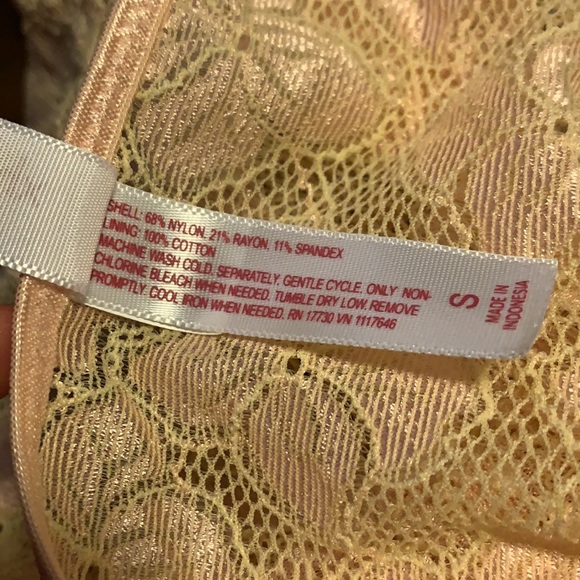 SHELL: 68% NYLON. 21% RAYON. 11% SPANDEX
LINING: 100% COTTON
MACHINE WASH COLD. SEPARATELY. GENTLE CYCLE. ONLY NON-
CHLORINE BLEACH WHEN NEEDED. TUMBLE DRY LOW. REMOVE
PROMPTLY. COOL IRON WHEN NEEDED. RN 17730 VN 1117646
S
MADE IN
INDONESIA